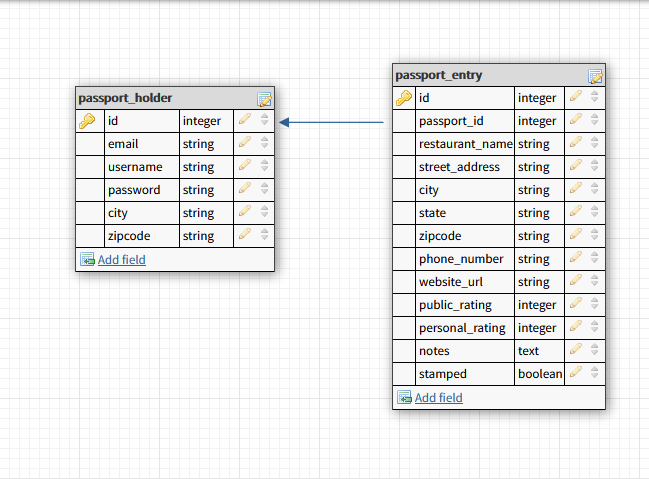 passport_holder
id integer
email string
username string
password string
city string
zipcode string
Add field
passport_entry
id integer
passport_id integer
restaurant_name string
street_address string
city string
state string
zipcode string
phone_number string
website_url string
public_rating integer
personal_rating integer
notes text
stamped boolean
Add field